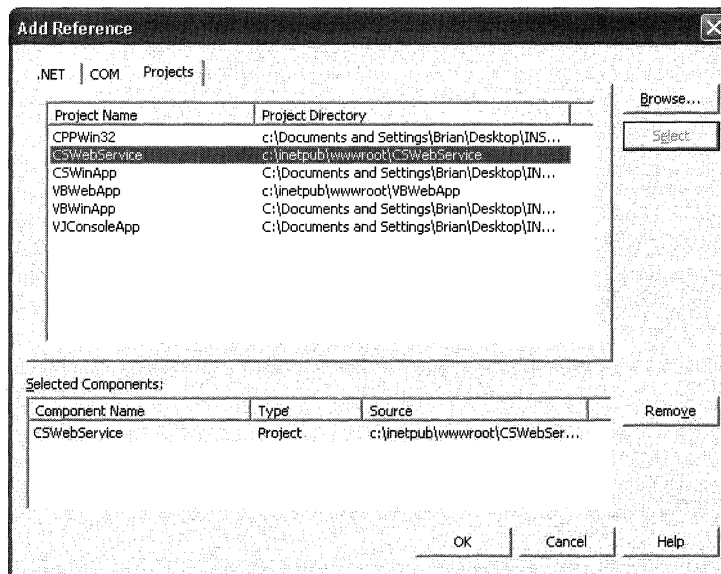 Add Reference
.NET COM Projects
Project Name Project Directory
CPPWin32 c:\Documents and Settings\Brian\Desktop\INS...
CSWebService c:\inetpub\wwwroot\CSWebService
CSWinApp C:\Documents and Settings\Brian\Desktop\IN...
VBWebApp c:\inetpub\wwwroot\VBWebApp
VBWinApp C:\Documents and Settings\Brian\Desktop\IN...
VJConsoleApp C:\Documents and Settings\Brian\Desktop\IN...
Browse...
Select
Selected Components:
Component Name Type Source
CSWebService Project c:\inetpub\wwwroot\CSWebSer...
Remove
OK Cancel Help